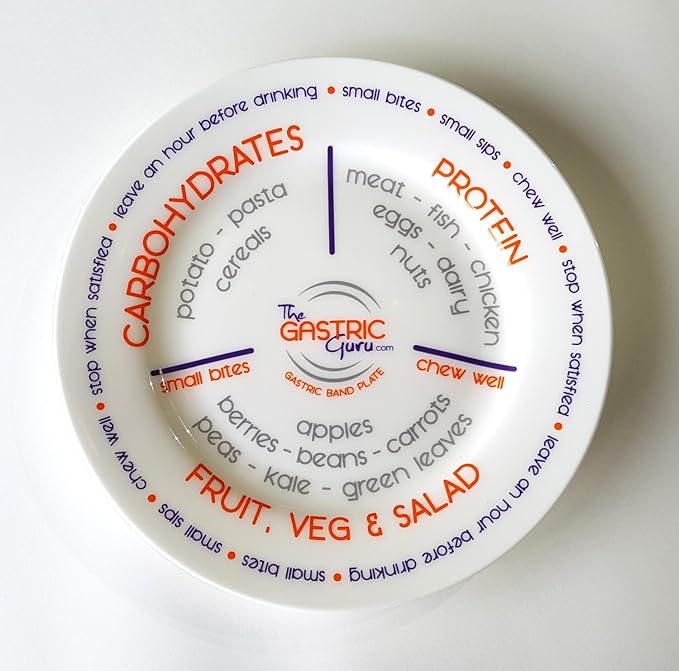 leave an hour before drinking • small bites • small sips • chew well • stop when satisfied • leave an hour before drinking • small bites • small sips • chew well • stop when satisfied •
CARBOHYDRATES
potato - pasta
cereals
PROTEIN
meat - fish - chicken
eggs - dairy
nuts
The
GASTRIC
Guru.com
GASTRIC BAND PLATE
small bites
chew well
apples
berries - beans - carrots
peas - kale - green leaves
FRUIT, VEG & SALAD